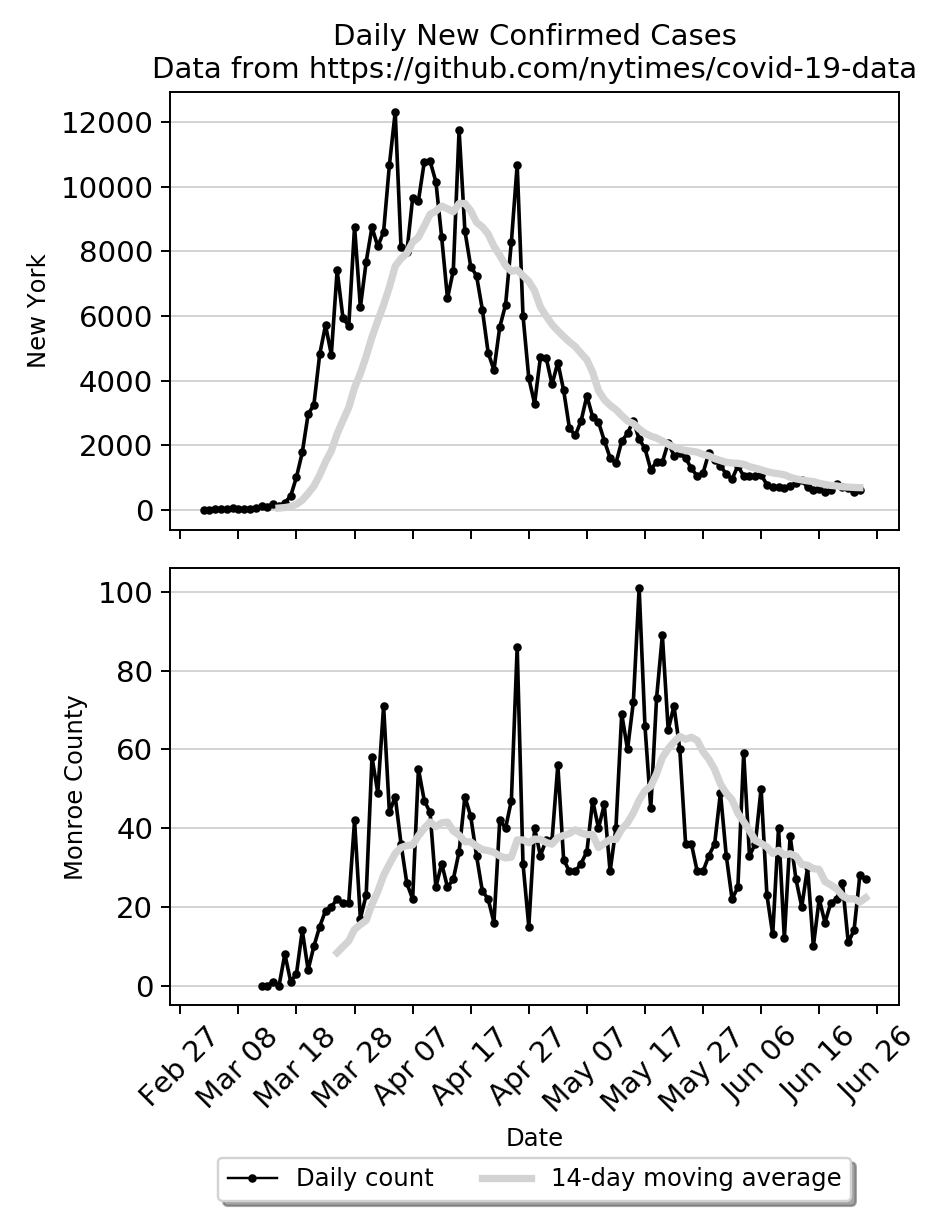 Daily New Confirmed Cases
Data from https://github.com/nytimes/covid-19-data
12000
10000
8000
6000
4000
2000
0
New York
100
80
60
40
20
0
Monroe County
Feb 27
Mar 08
Mar 18
Mar 28
Apr 07
Apr 17
Apr 27
May 07
May 17
May 27
Jun 06
Jun 16
Jun 26
Date
Daily count
14-day moving average